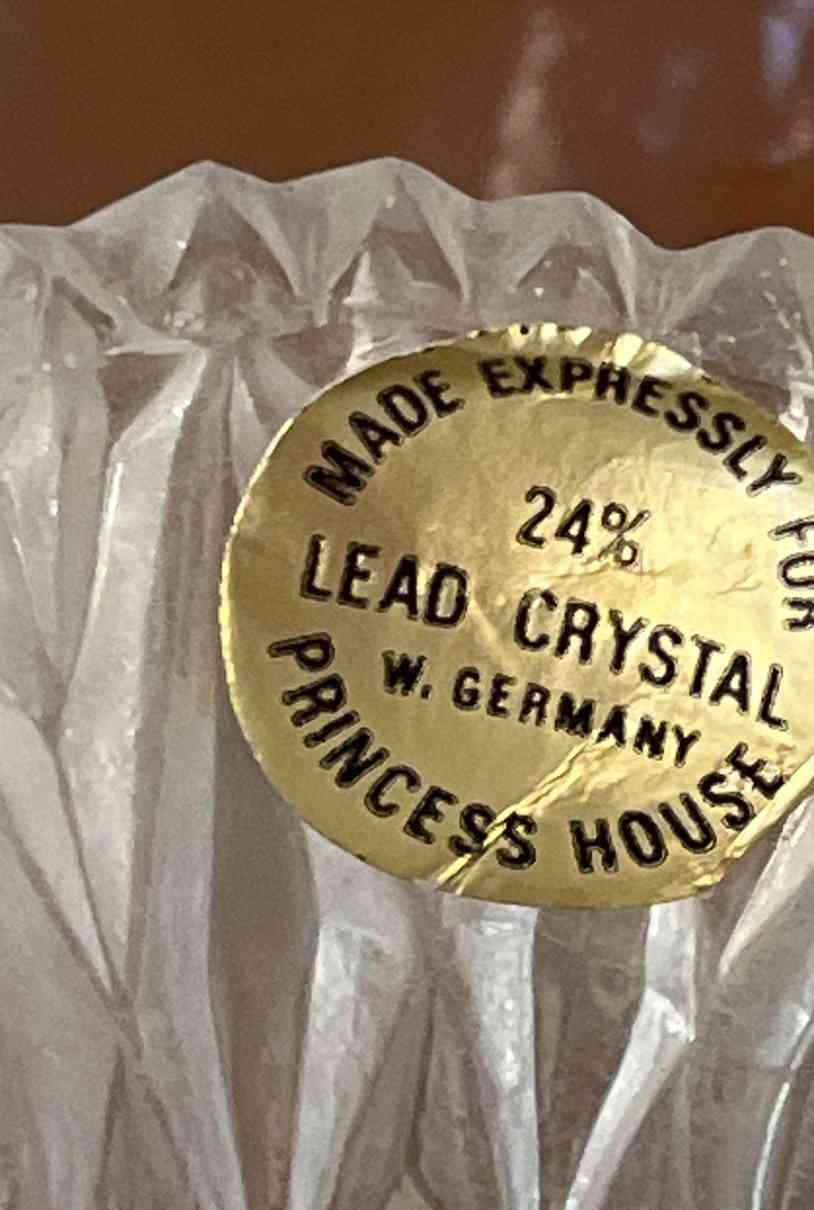 MADE EXPRESSLY FOR
24%
LEAD CRYSTAL
W. GERMANY
PRINCESS HOUSE